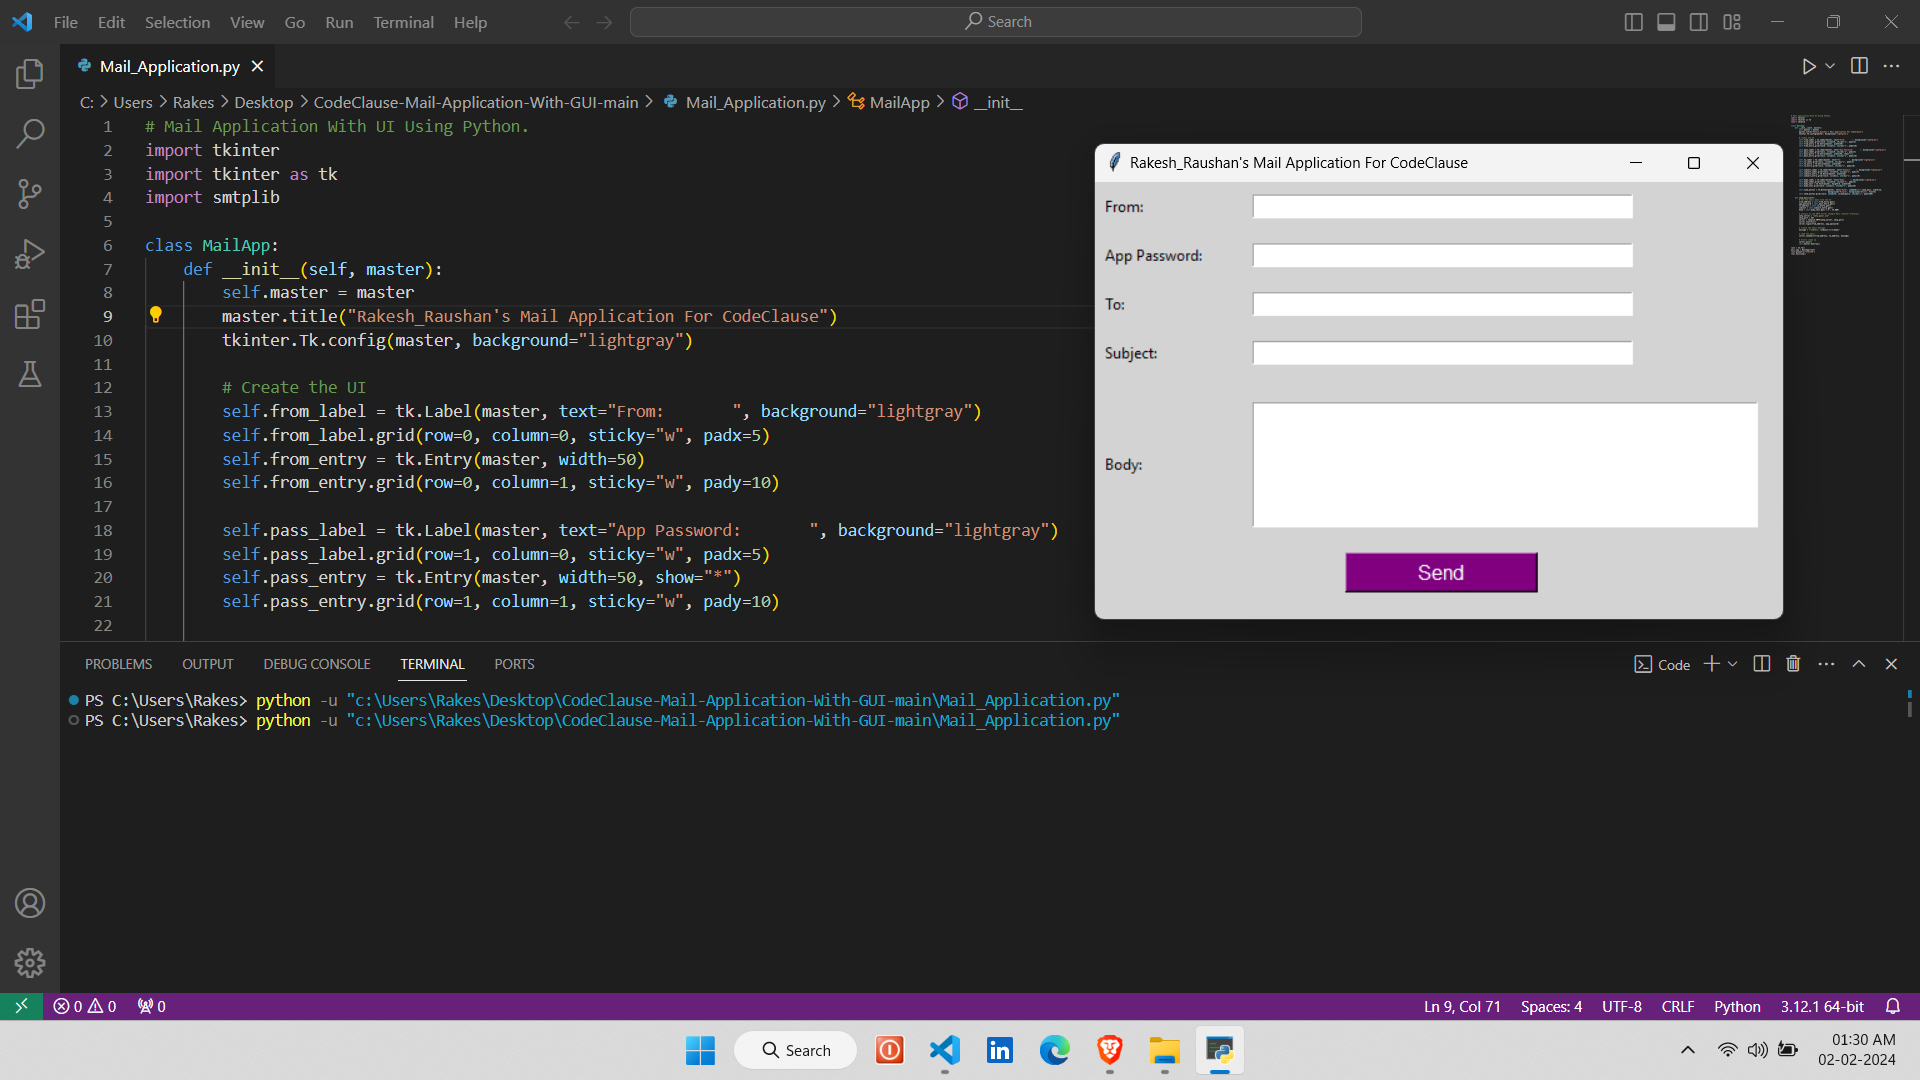 File Edit Selection View Go Run Terminal Help
Search
Mail_Application.py
C: Users Rakes Desktop CodeClause-Mail-Application-With-GUI-main Mail_Application.py MailApp __init__
1 # Mail Application With UI Using Python.
2 import tkinter
3 import tkinter as tk
4 import smtplib
5
6 class MailApp:
7 def __init__(self, master):
8 self.master = master
9 master.title("Rakesh_Raushan's Mail Application For CodeClause")
10 tkinter.Tk.config(master, background="lightgray")
11
12 # Create the UI
13 self.from_label = tk.Label(master, text="From:       ", background="lightgray")
14 self.from_label.grid(row=0, column=0, sticky="w", padx=5)
15 self.from_entry = tk.Entry(master, width=50)
16 self.from_entry.grid(row=0, column=1, sticky="w", pady=10)
17
18 self.pass_label = tk.Label(master, text="App Password:       ", background="lightgray")
19 self.pass_label.grid(row=1, column=0, sticky="w", padx=5)
20 self.pass_entry = tk.Entry(master, width=50, show="*")
21 self.pass_entry.grid(row=1, column=1, sticky="w", pady=10)
22
Rakesh_Raushan's Mail Application For CodeClause
From:
App Password:
To:
Subject:
Body:
Send
PROBLEMS OUTPUT DEBUG CONSOLE TERMINAL PORTS
Code
PS C:\Users\Rakes> python -u "c:\Users\Rakes\Desktop\CodeClause-Mail-Application-With-GUI-main\Mail_Application.py"
PS C:\Users\Rakes> python -u "c:\Users\Rakes\Desktop\CodeClause-Mail-Application-With-GUI-main\Mail_Application.py"
0 0 0
Ln 9, Col 71 Spaces: 4 UTF-8 CRLF Python 3.12.1 64-bit
Search
in
01:30 AM
02-02-2024